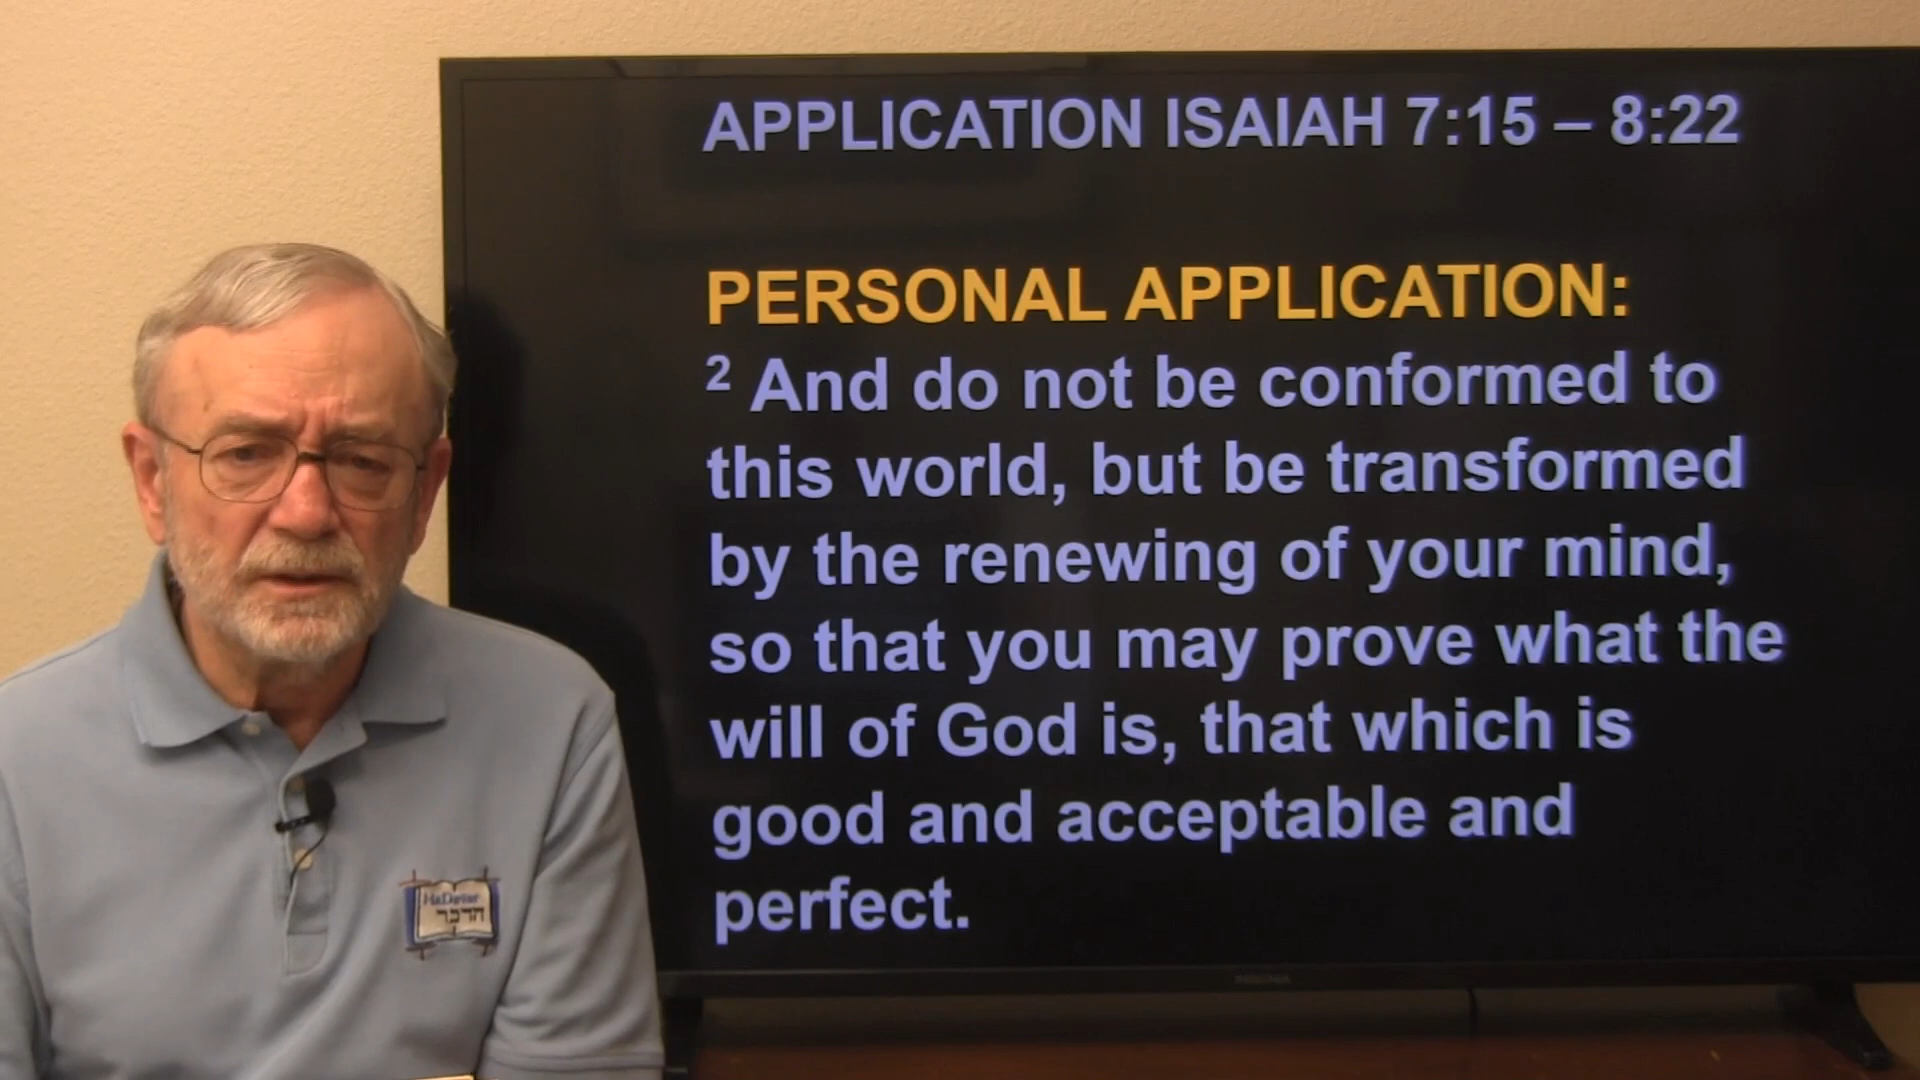 APPLICATION ISAIAH 7:15 – 8:22
PERSONAL APPLICATION:
² And do not be conformed to
this world, but be transformed
by the renewing of your mind,
so that you may prove what the
will of God is, that which is
good and acceptable and
perfect.
HaDavar
הדבר